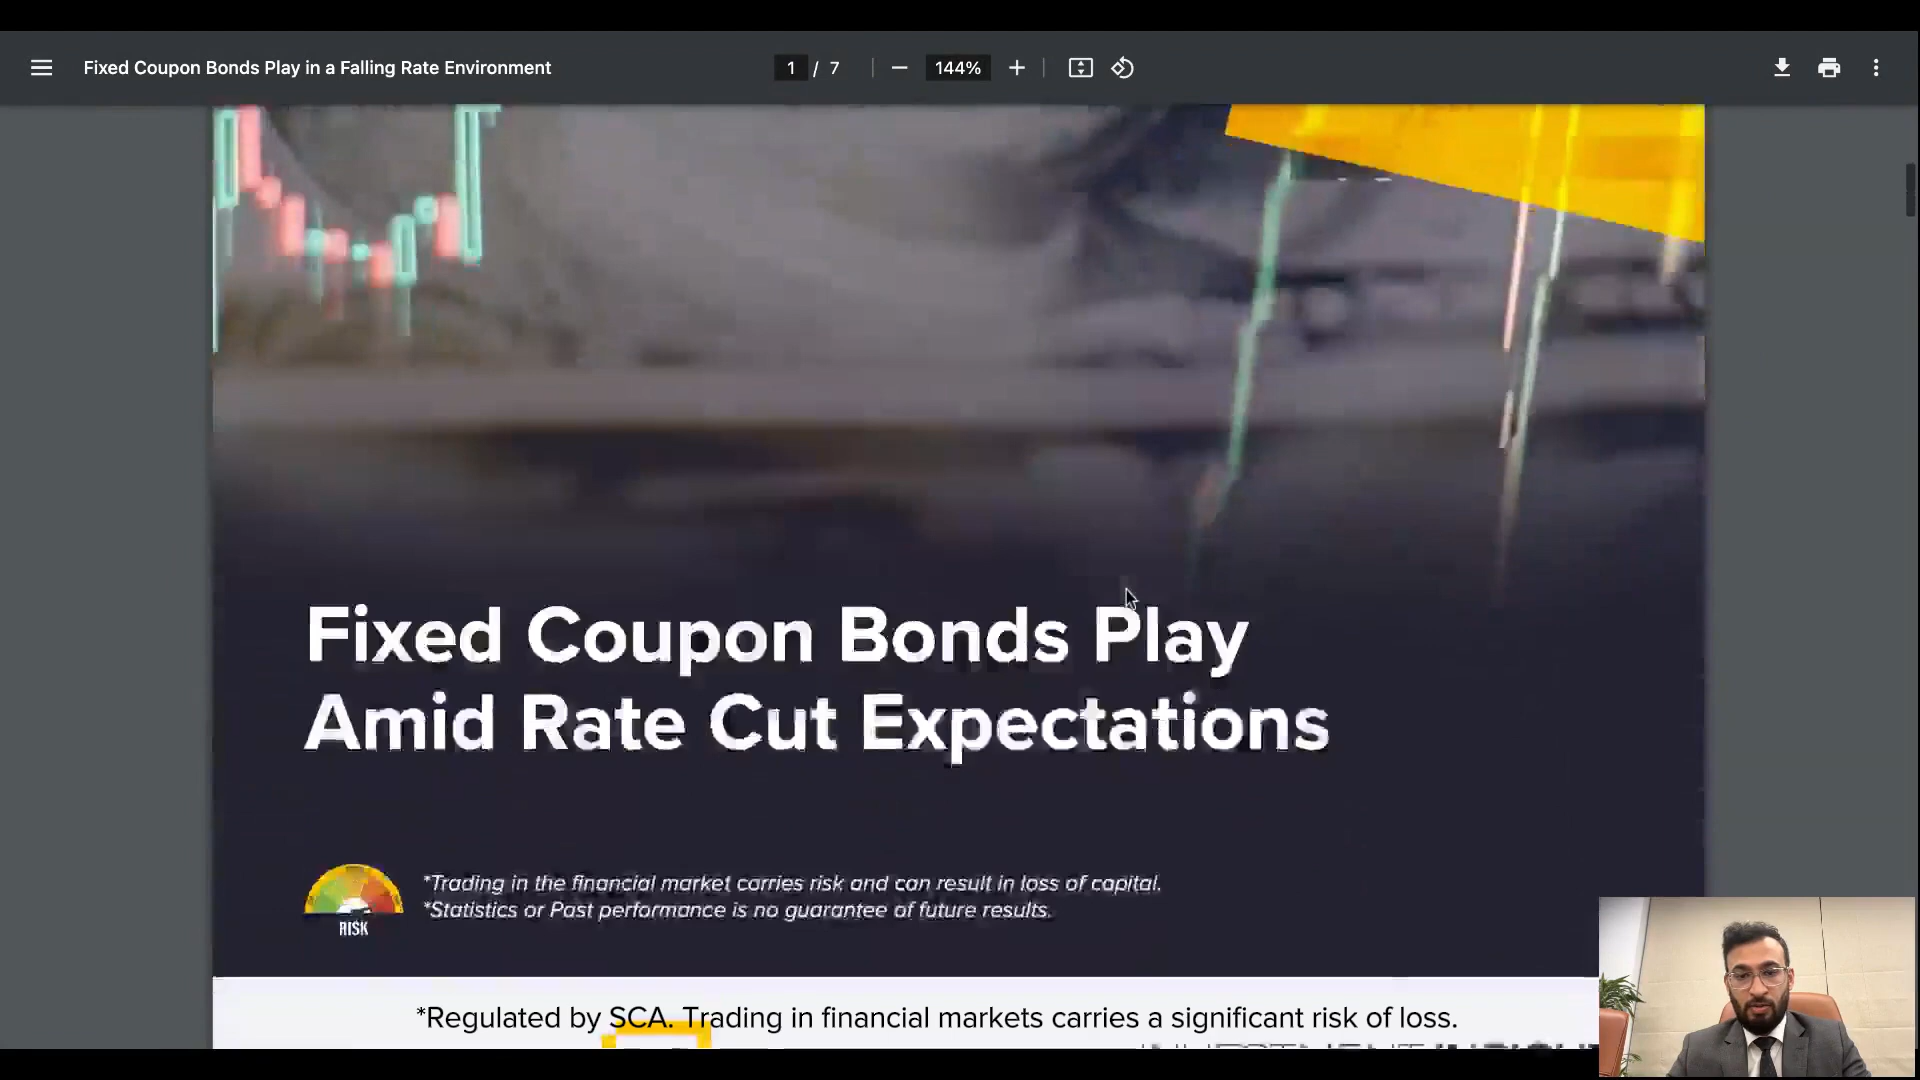 Fixed Coupon Bonds Play in a Falling Rate Environment
1 / 7
144%
Fixed Coupon Bonds Play
Amid Rate Cut Expectations
*Trading in the financial market carries risk and can result in loss of capital.
*Statistics or Past performance is no guarantee of future results.
RISK
*Regulated by SCA. Trading in financial markets carries a significant risk of loss.